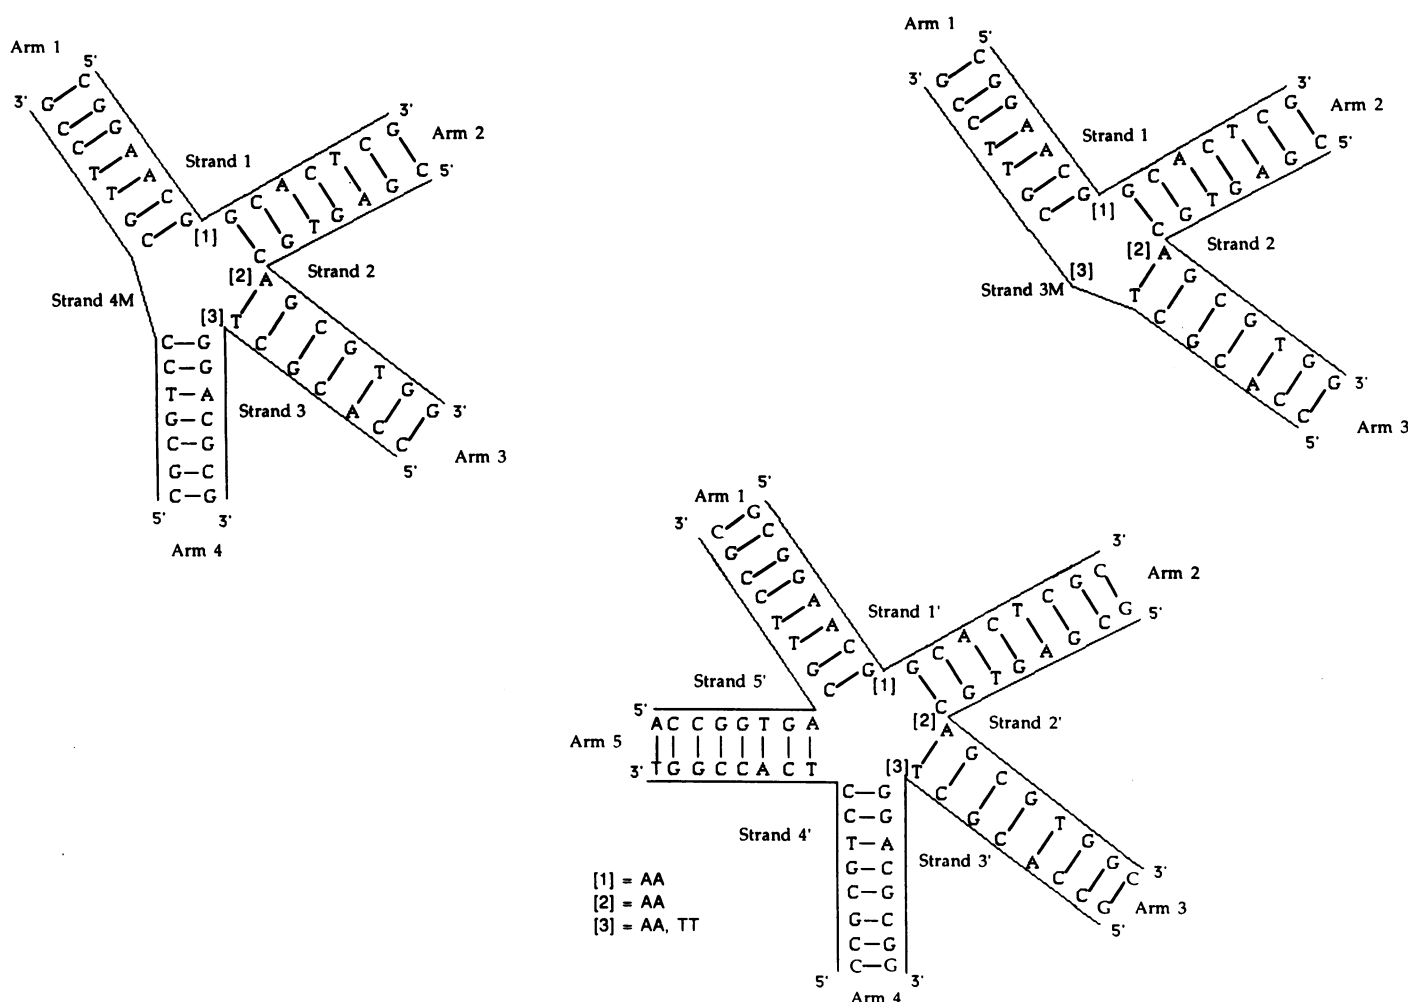 Arm 1
5'
3'
C G G A A C G
G C C T T G C
Strand 1
[1]
3'
G C A C T C G
C G T G A G C
Arm 2
5'
[2]
Strand 2
A G C G T G G
T C G C A C C
3'
5'
Arm 3
Strand 4M
[3]
Strand 3
C–G
C–G
T–A
G–C
C–G
G–C
C–G
5' 3'
Arm 4
Arm 1
5'
3'
C G G A A C G
G C C T T G C
Strand 1
[1]
3'
G C A C T C G
C G T G A G C
Arm 2
5'
[2]
Strand 2
A G C G T G G
T C G C A C C
3'
5'
Arm 3
[3]
Strand 3M
5'
Arm 1
3'
G C G G A A C G
C G C C T T G C
Strand 1'
[1]
3'
G C A C T C G C
C G T G A G C G
Arm 2
5'
[2]
Strand 2'
A G C G T G G C
T C G C A C C G
3'
Arm 3
5'
Strand 5'
5'
A C C G G T G A
Arm 5
3'
T G G C C A C T
[3]
Strand 4'
Strand 3'
C–G
C–G
T–A
G–C
C–G
G–C
C–G
C–G
5' 3'
Arm 4
[1] = AA
[2] = AA
[3] = AA, TT